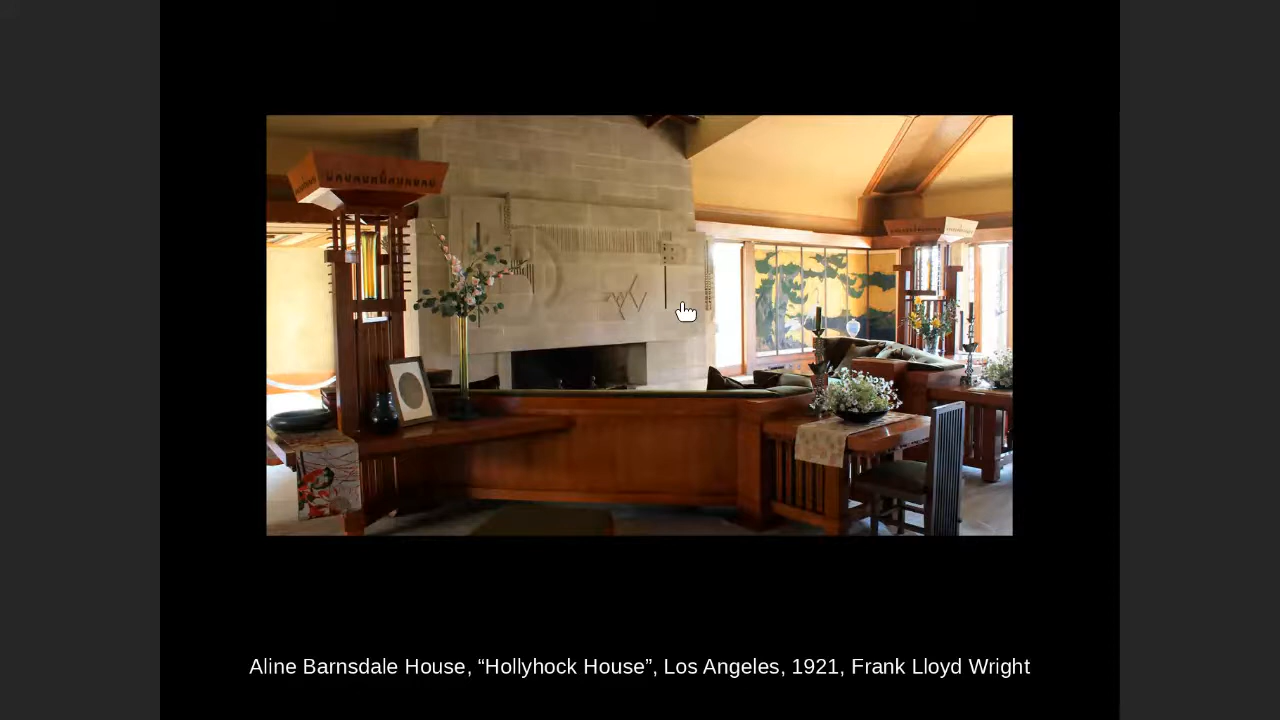 Aline Barnsdale House, “Hollyhock House”, Los Angeles, 1921, Frank Lloyd Wright